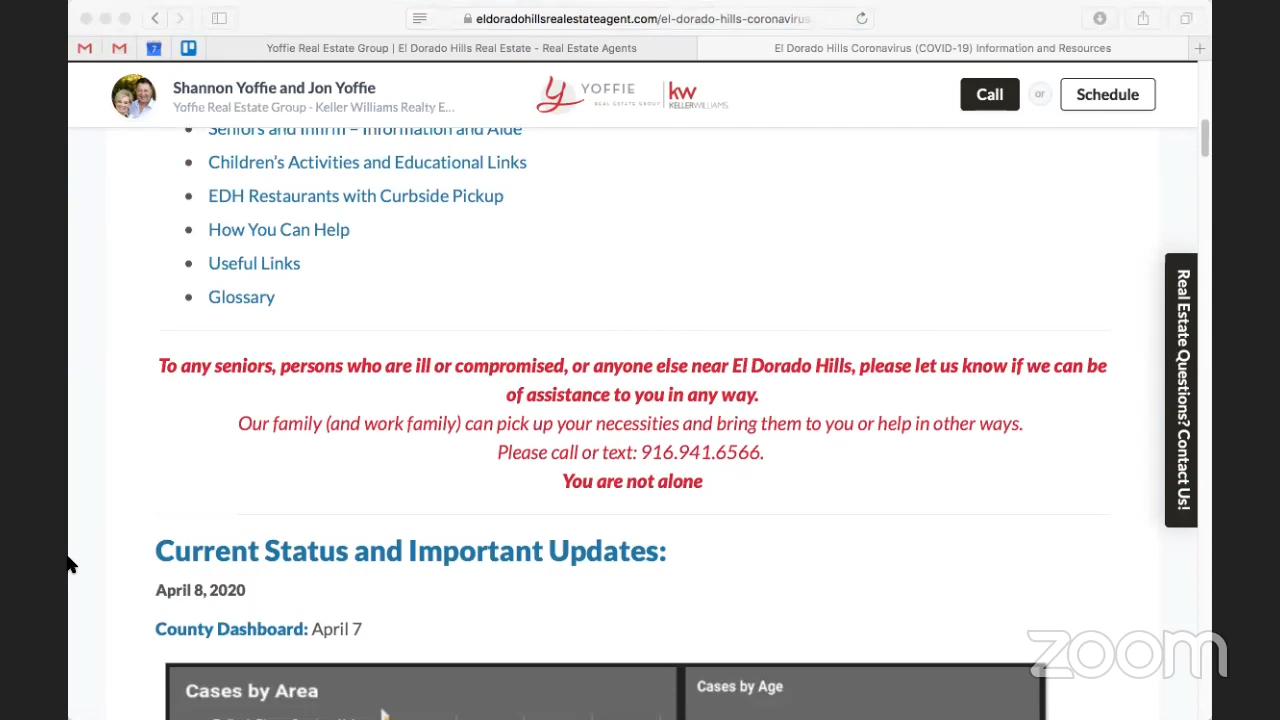 eldoradohillsrealestateagent.com/el-dorado-hills-coronavirus
Yoffie Real Estate Group | El Dorado Hills Real Estate - Real Estate Agents
El Dorado Hills Coronavirus (COVID-19) Information and Resources
Shannon Yoffie and Jon Yoffie
Yoffie Real Estate Group - Keller Williams Realty E...
YOFFIE
REAL ESTATE GROUP
kw
KELLERWILLIAMS.
Call
or
Schedule
Seniors and Infirm – Information and Aide
Children's Activities and Educational Links
EDH Restaurants with Curbside Pickup
How You Can Help
Useful Links
Glossary
Real Estate Questions? Contact Us!
To any seniors, persons who are ill or compromised, or anyone else near El Dorado Hills, please let us know if we can be
of assistance to you in any way.
Our family (and work family) can pick up your necessities and bring them to you or help in other ways.
Please call or text: 916.941.6566.
You are not alone
Current Status and Important Updates:
April 8, 2020
County Dashboard: April 7
Cases by Area
Cases by Age
zoom